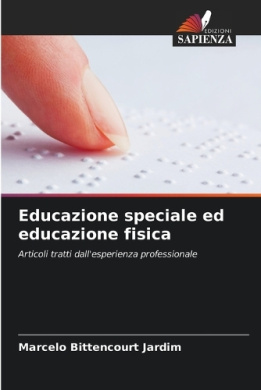 EDIZIONI
SAPIENZA
Educazione speciale ed
educazione fisica
Articoli tratti dall'esperienza professionale
Marcelo Bittencourt Jardim